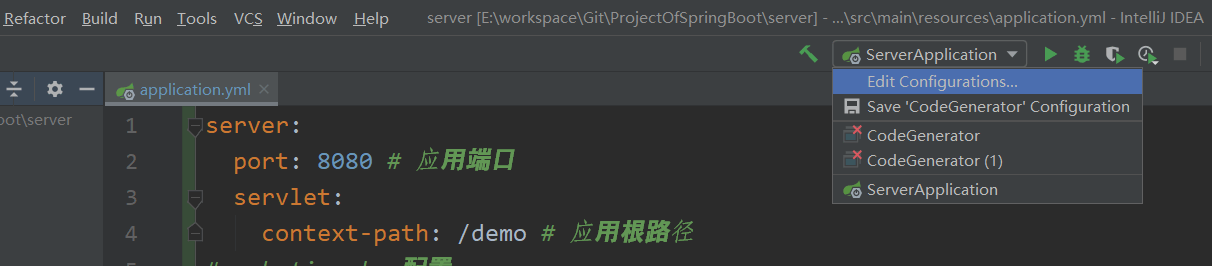 Refactor Build Run Tools VCS Window Help server [E:\workspace\Git\ProjectOfSpringBoot\server] - ...\src\main\resources\application.yml - IntelliJ IDEA
ServerApplication
Edit Configurations...
application.yml
Save 'CodeGenerator' Configuration
oot\server
1 server:
CodeGenerator
2 port: 8080 # 应用端口
CodeGenerator (1)
3 servlet:
ServerApplication
4 context-path: /demo # 应用根路径